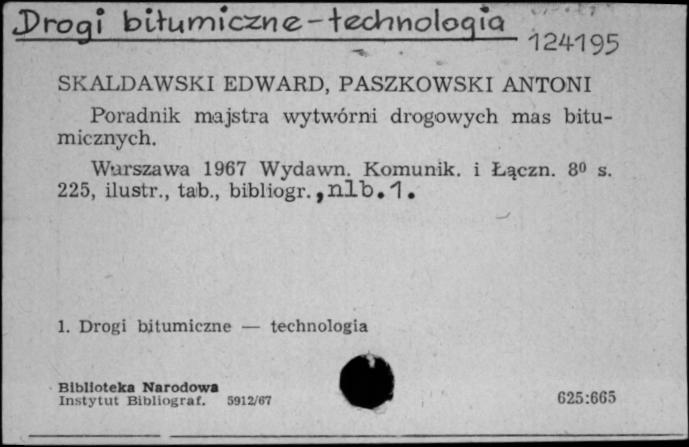 Drogi bitumiczne - technologia
124195
SKALDAWSKI EDWARD, PASZKOWSKI ANTONI
Poradnik majstra wytwórni drogowych mas bitu-
micznych.
Warszawa 1967 Wydawn. Komunik. i Łączn. 8⁰ s.
225, ilustr., tab., bibliogr., nlb.1.
1. Drogi bitumiczne — technologia
Biblioteka Narodowa
Instytut Bibliograf. 5912/67
625:665